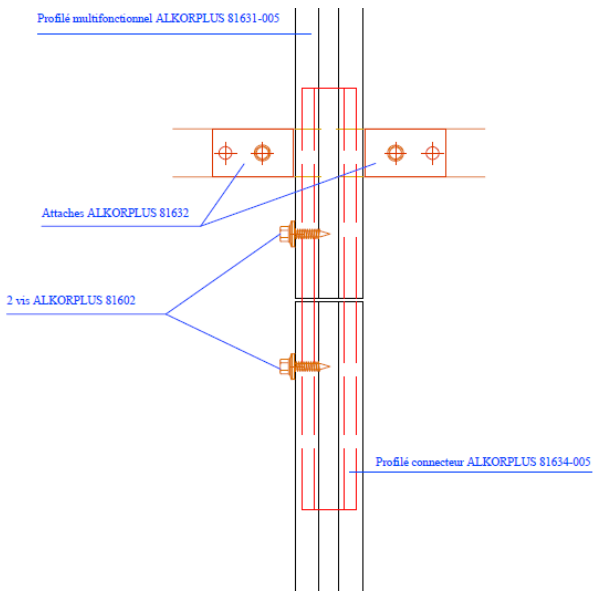 Profilé multifonctionnel ALKORPLUS 81631-005
Attaches ALKORPLUS 81632
2 vis ALKORPLUS 81602
Profilé connecteur ALKORPLUS 81634-005